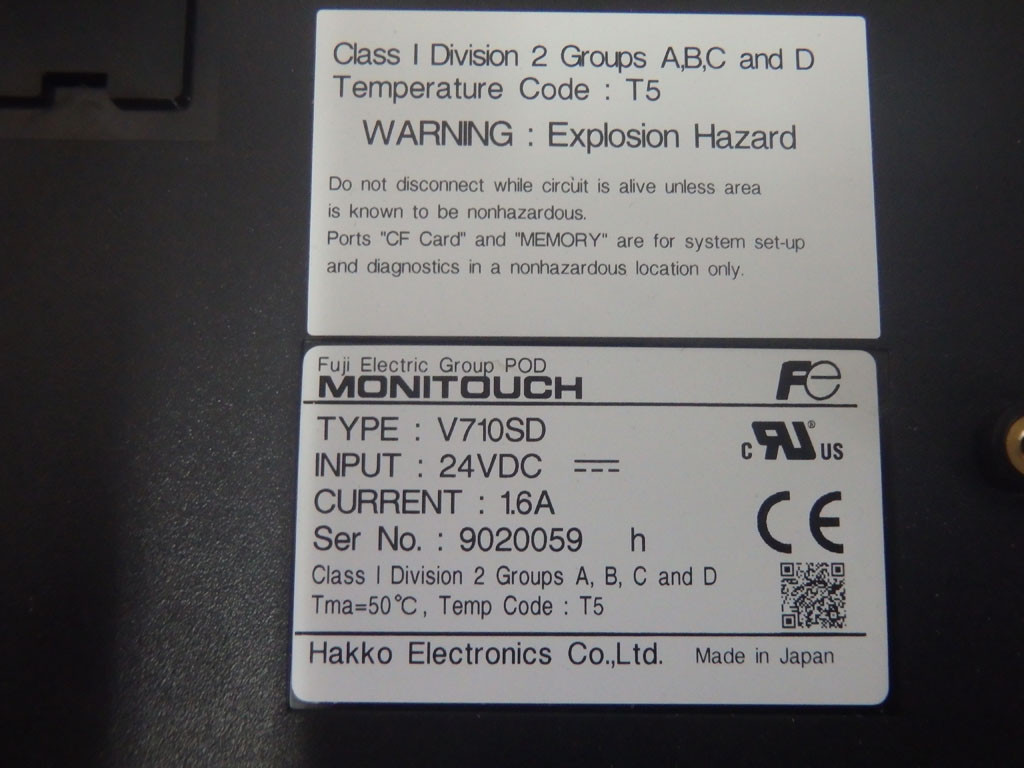 Class I Division 2 Groups A,B,C and D
Temperature Code : T5
WARNING : Explosion Hazard
Do not disconnect while circuit is alive unless area
is known to be nonhazardous.
Ports "CF Card" and "MEMORY" are for system set-up
and diagnostics in a nonhazardous location only.
Fuji Electric Group POD
MONITOUCH
Fe
TYPE : V710SD
INPUT : 24VDC
CURRENT : 1.6A
Ser No. : 9020059 h
Class I Division 2 Groups A, B, C and D
Tma=50℃, Temp Code : T5
C RU® US
CE
Hakko Electronics Co.,Ltd. Made in Japan